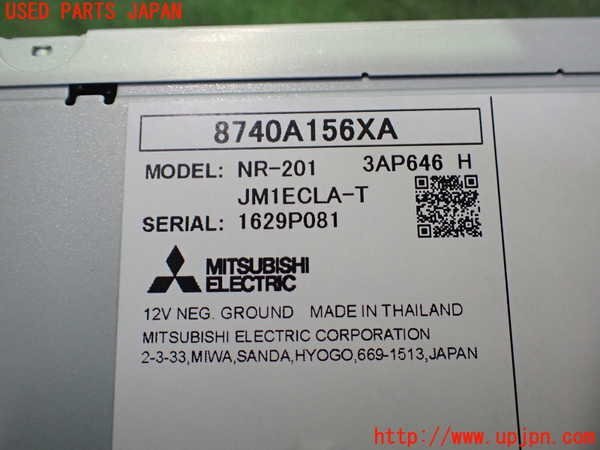 USED PARTS JAPAN
8740A156XA
MODEL: NR-201 3AP646 H
JM1ECLA-T
SERIAL: 1629P081
MITSUBISHI
ELECTRIC
12V NEG. GROUND MADE IN THAILAND
MITSUBISHI ELECTRIC CORPORATION
2-3-33,MIWA,SANDA,HYOGO,669-1513,JAPAN
UPJ http://www.upjpn.com